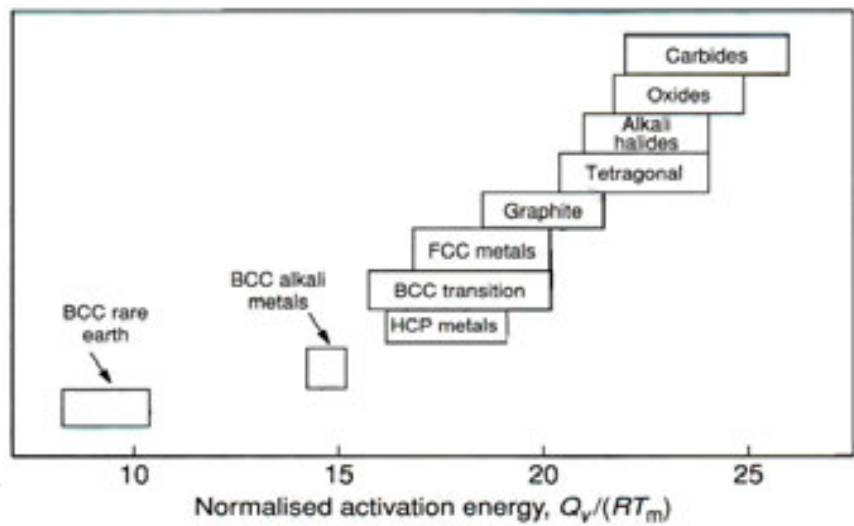 Carbides
Oxides
Alkali
halides
Tetragonal
Graphite
FCC metals
BCC transition
HCP metals
BCC alkali
metals
BCC rare
earth
10 15 20 25
Normalised activation energy, Qᵥ/(RTₘ)